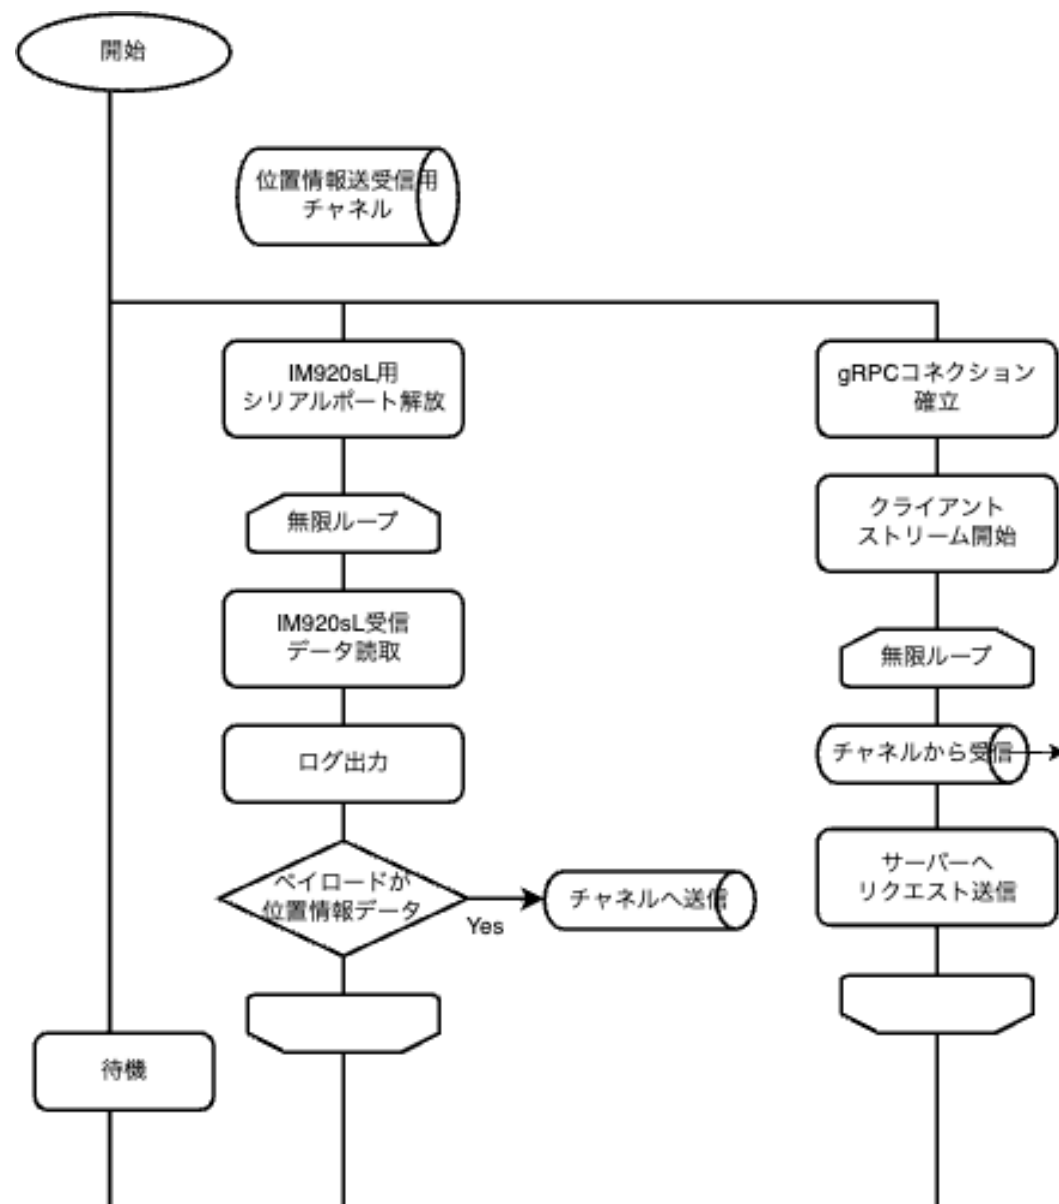 開始
位置情報送受信用
チャネル
IM920sL用
シリアルポート解放
無限ループ
IM920sL受信
データ読取
ログ出力
ペイロードが
位置情報データ
Yes
チャネルへ送信
待機
gRPCコネクション
確立
クライアント
ストリーム開始
無限ループ
チャネルから受信
サーバーへ
リクエスト送信